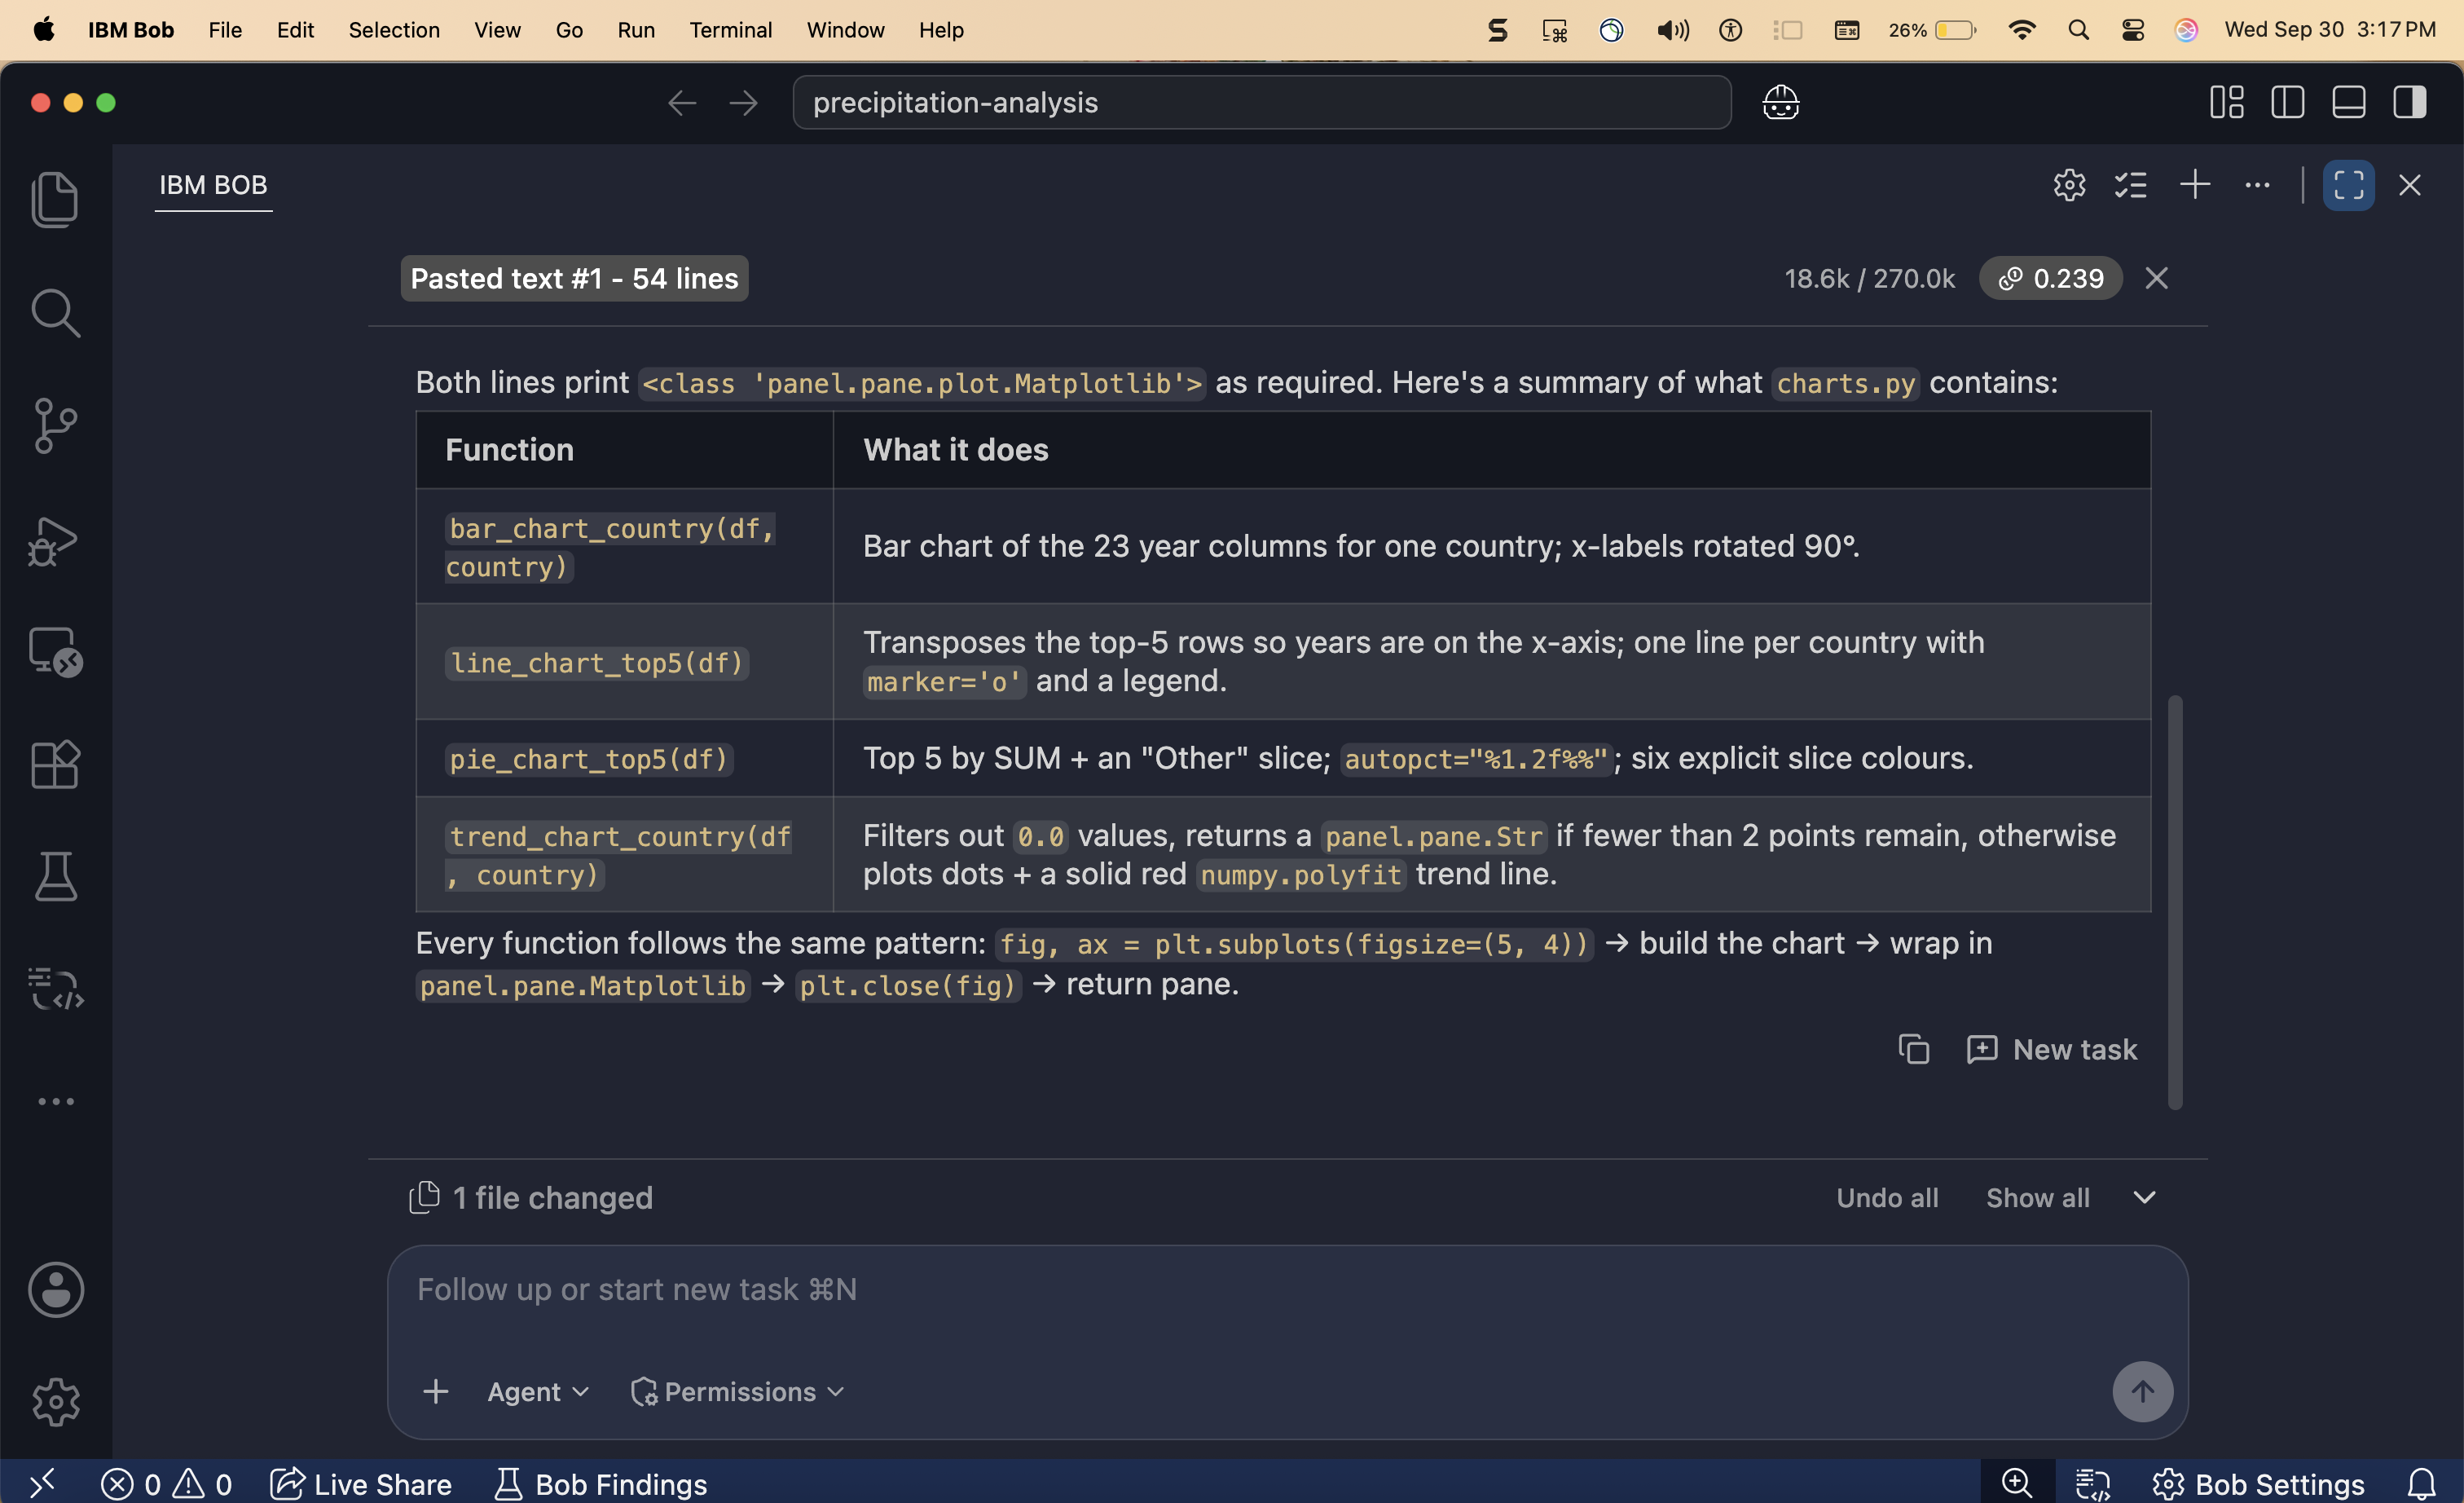 IBM Bob File Edit Selection View Go Run Terminal Window Help 26% Wed Sep 30 3:17 PM
precipitation-analysis
IBM BOB
Pasted text #1 - 54 lines 18.6k / 270.0k 0.239
Both lines print <class 'panel.pane.plot.Matplotlib'> as required. Here's a summary of what charts.py contains:
Function What it does
bar_chart_country(df,
country)
Bar chart of the 23 year columns for one country; x-labels rotated 90°.
line_chart_top5(df)
Transposes the top-5 rows so years are on the x-axis; one line per country with
marker='o' and a legend.
pie_chart_top5(df) Top 5 by SUM + an "Other" slice; autopct="%1.2f%%"; six explicit slice colours.
trend_chart_country(df
, country)
Filters out 0.0 values, returns a panel.pane.Str if fewer than 2 points remain, otherwise
plots dots + a solid red numpy.polyfit trend line.
Every function follows the same pattern: fig, ax = plt.subplots(figsize=(5, 4)) → build the chart → wrap in
panel.pane.Matplotlib → plt.close(fig) → return pane.
New task
1 file changed Undo all Show all
Follow up or start new task ⌘N
Agent Permissions
0 0 Live Share Bob Findings Bob Settings